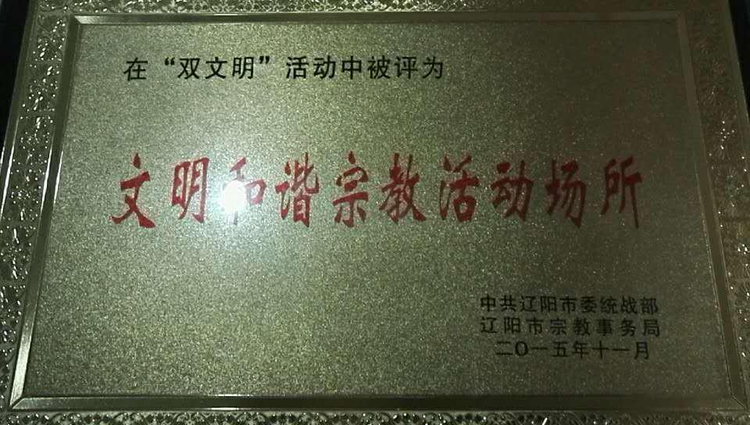 在“双文明”活动中被评为
文明和谐宗教活动场所
中共辽阳市委统战部
辽阳市宗教事务局
二〇一五年十一月